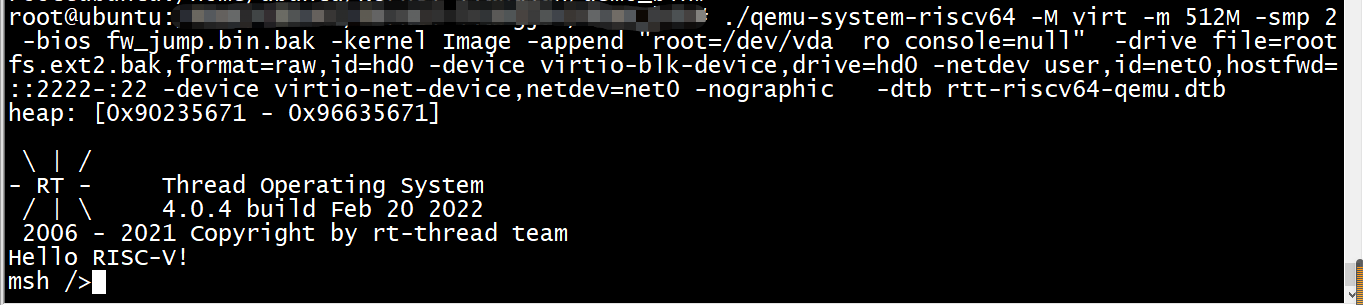 root@ubuntu: # ./qemu-system-riscv64 -M virt -m 512M -smp 2
 -bios fw_jump.bin.bak -kernel Image -append "root=/dev/vda  ro console=null"  -drive file=root
fs.ext2.bak,format=raw,id=hd0 -device virtio-blk-device,drive=hd0 -netdev user,id=net0,hostfwd=
::2222-:22 -device virtio-net-device,netdev=net0 -nographic   -dtb rtt-riscv64-qemu.dtb
heap: [0x90235671 - 0x96635671]
 \ | /
- RT -     Thread Operating System
 / | \     4.0.4 build Feb 20 2022
 2006 - 2021 Copyright by rt-thread team
Hello RISC-V!
msh />